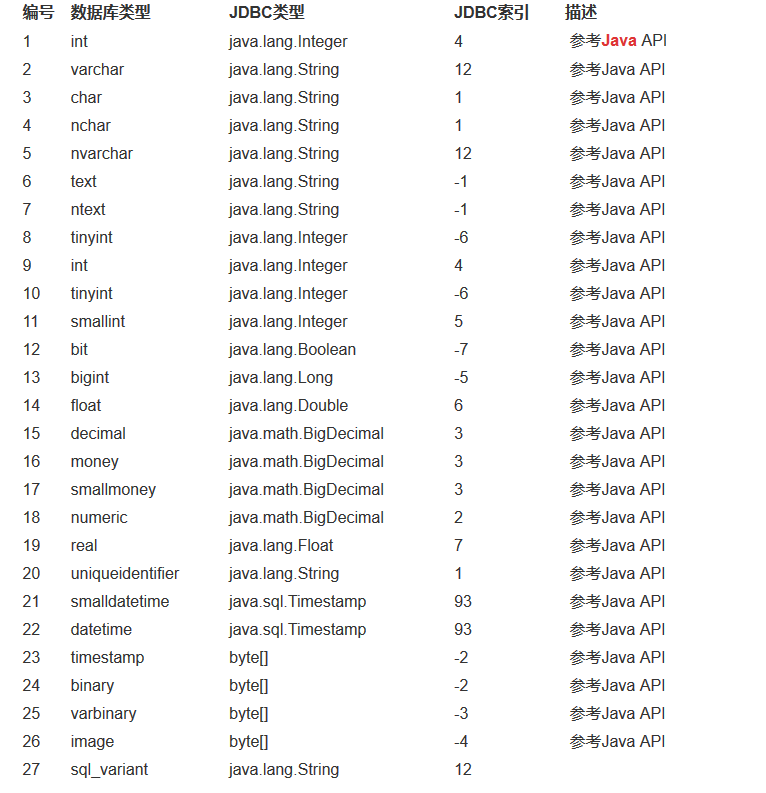 编号 数据库类型 JDBC类型 JDBC索引 描述
1 int java.lang.Integer 4 参考Java API
2 varchar java.lang.String 12 参考Java API
3 char java.lang.String 1 参考Java API
4 nchar java.lang.String 1 参考Java API
5 nvarchar java.lang.String 12 参考Java API
6 text java.lang.String -1 参考Java API
7 ntext java.lang.String -1 参考Java API
8 tinyint java.lang.Integer -6 参考Java API
9 int java.lang.Integer 4 参考Java API
10 tinyint java.lang.Integer -6 参考Java API
11 smallint java.lang.Integer 5 参考Java API
12 bit java.lang.Boolean -7 参考Java API
13 bigint java.lang.Long -5 参考Java API
14 float java.lang.Double 6 参考Java API
15 decimal java.math.BigDecimal 3 参考Java API
16 money java.math.BigDecimal 3 参考Java API
17 smallmoney java.math.BigDecimal 3 参考Java API
18 numeric java.math.BigDecimal 2 参考Java API
19 real java.lang.Float 7 参考Java API
20 uniqueidentifier java.lang.String 1 参考Java API
21 smalldatetime java.sql.Timestamp 93 参考Java API
22 datetime java.sql.Timestamp 93 参考Java API
23 timestamp byte[] -2 参考Java API
24 binary byte[] -2 参考Java API
25 varbinary byte[] -3 参考Java API
26 image byte[] -4 参考Java API
27 sql_variant java.lang.String 12